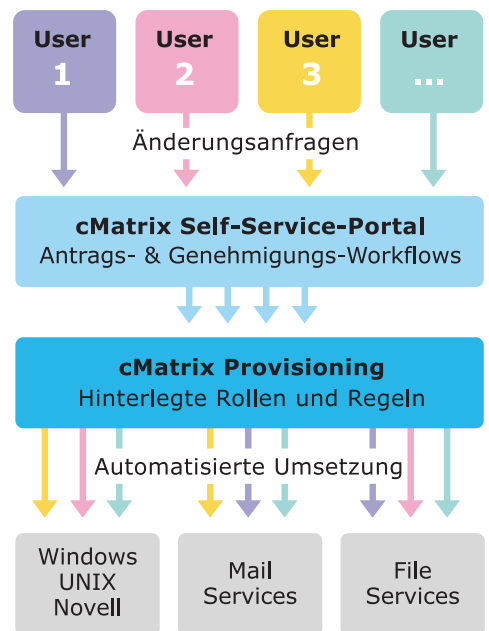 User User User User
1 2 3 ...
Änderungsanfragen
cMatrix Self-Service-Portal
Antrags- & Genehmigungs-Workflows
cMatrix Provisioning
Hinterlegte Rollen und Regeln
Automatisierte Umsetzung
Windows
UNIX
Novell
Mail
Services
File
Services